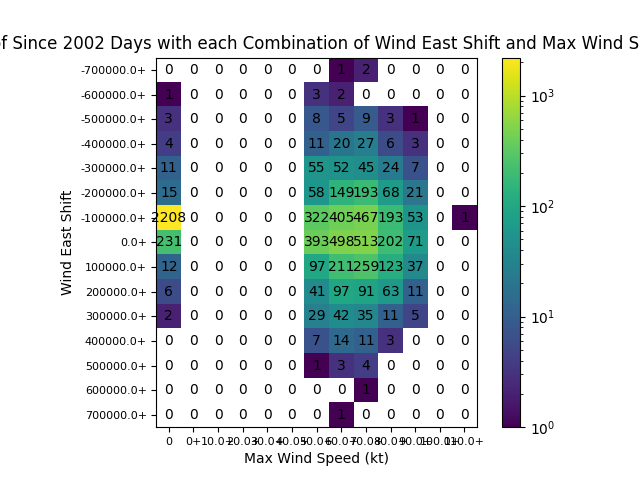 f Since 2002 Days with each Combination of Wind East Shift and Max Wind S
-700000.0+ 0 0 0 0 0 0 0 1 2 0 0 0 0
-600000.0+ 1 0 0 0 0 0 3 2 0 0 0 0 0
-500000.0+ 3 0 0 0 0 0 8 5 9 3 1 0 0
-400000.0+ 4 0 0 0 0 0 11 20 27 6 3 0 0
-300000.0+ 11 0 0 0 0 0 55 52 45 24 7 0 0
-200000.0+ 15 0 0 0 0 0 58 149 193 68 21 0 0
-100000.0+ 2208 0 0 0 0 0 322 405 467 193 53 0 1
0.0+ 231 0 0 0 0 0 393 498 513 202 71 0 0
100000.0+ 12 0 0 0 0 0 97 211 259 123 37 0 0
200000.0+ 6 0 0 0 0 0 41 97 91 63 11 0 0
300000.0+ 2 0 0 0 0 0 29 42 35 11 5 0 0
400000.0+ 0 0 0 0 0 0 7 14 11 3 0 0 0
500000.0+ 0 0 0 0 0 0 1 3 4 0 0 0 0
600000.0+ 0 0 0 0 0 0 0 0 1 0 0 0 0
700000.0+ 0 0 0 0 0 0 0 1 0 0 0 0 0
0 0+
Max Wind Speed (kt)
Wind East Shift
10³
10²
10¹
10⁰